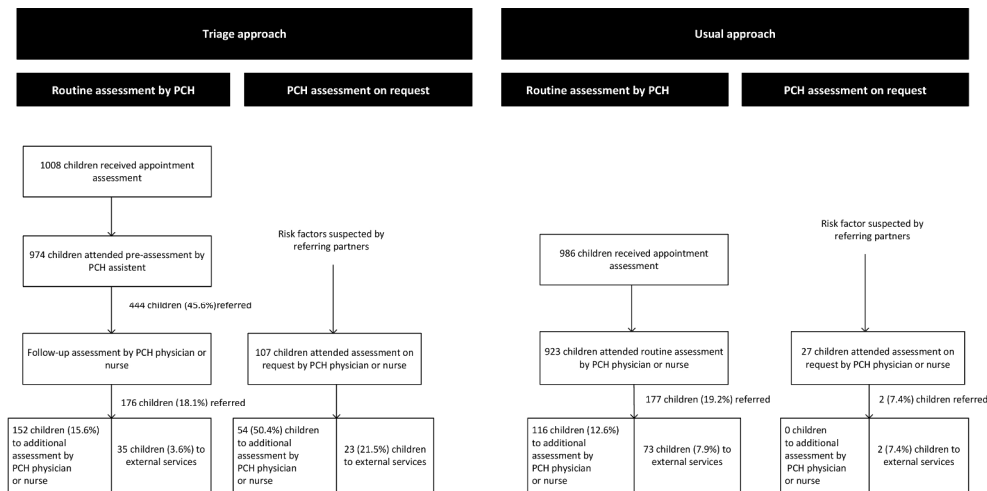 Triage approach
Usual approach
Routine assessment by PCH
PCH assessment on request
Routine assessment by PCH
PCH assessment on request
1008 children received appointment
assessment
974 children attended pre-assessment by
PCH assistent
444 children (45.6%)referred
Follow-up assessment by PCH physician or
nurse
176 children (18.1%) referred
152 children (15.6%)
to additional
assessment by
PCH physician
or nurse
35 children (3.6%) to
external services
Risk factors suspected by
referring partners
107 children attended assessment on
request by PCH physician or nurse
54 (50.4%) children
to additional
assessment by
PCH physician
or nurse
23 (21.5%) children
to external services
986 children received appointment
assessment
923 children attended routine assessment
by PCH physician or nurse
177 children (19.2%) referred
116 children (12.6%)
to additional
assessment by
PCH physician
or nurse
73 children (7.9%) to
external services
Risk factor suspected by
referring partners
27 children attended assessment on
request by PCH physician or nurse
2 (7.4%) children referred
0 children
to additional
assessment by
PCH physician
or nurse
2 (7.4%) children to
external services